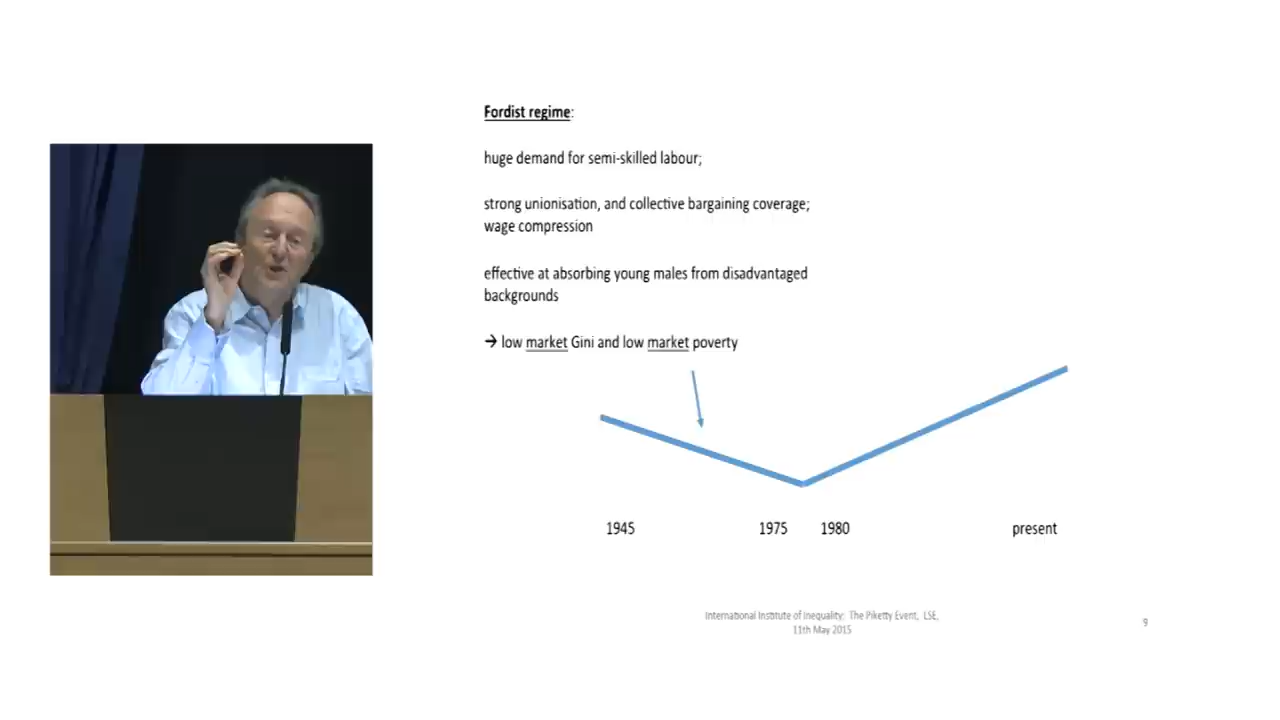 Fordist regime:
huge demand for semi-skilled labour;
strong unionisation, and collective bargaining coverage;
wage compression
effective at absorbing young males from disadvantaged
backgrounds
→ low market Gini and low market poverty
1945 1975 1980 present
International Institute of Inequality: The Piketty Event, LSE,
11th May 2015
9